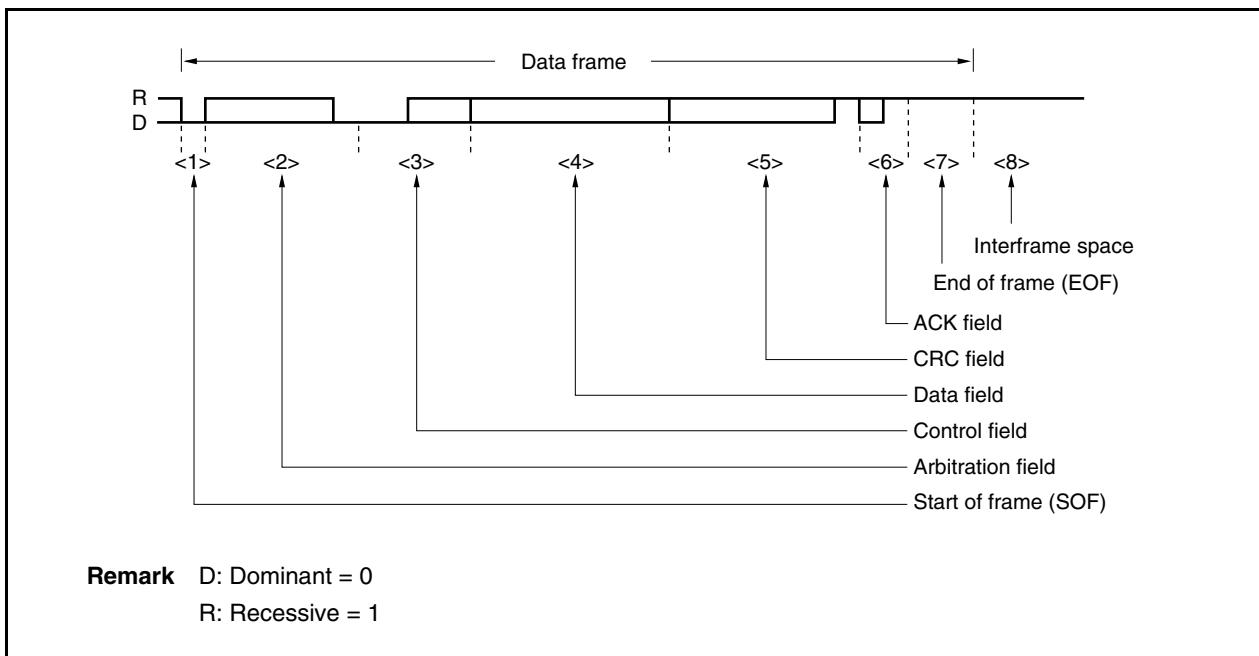 Data frame
R
D
<1> <2> <3> <4> <5> <6> <7> <8>
Interframe space
End of frame (EOF)
ACK field
CRC field
Data field
Control field
Arbitration field
Start of frame (SOF)
Remark D: Dominant = 0
R: Recessive = 1